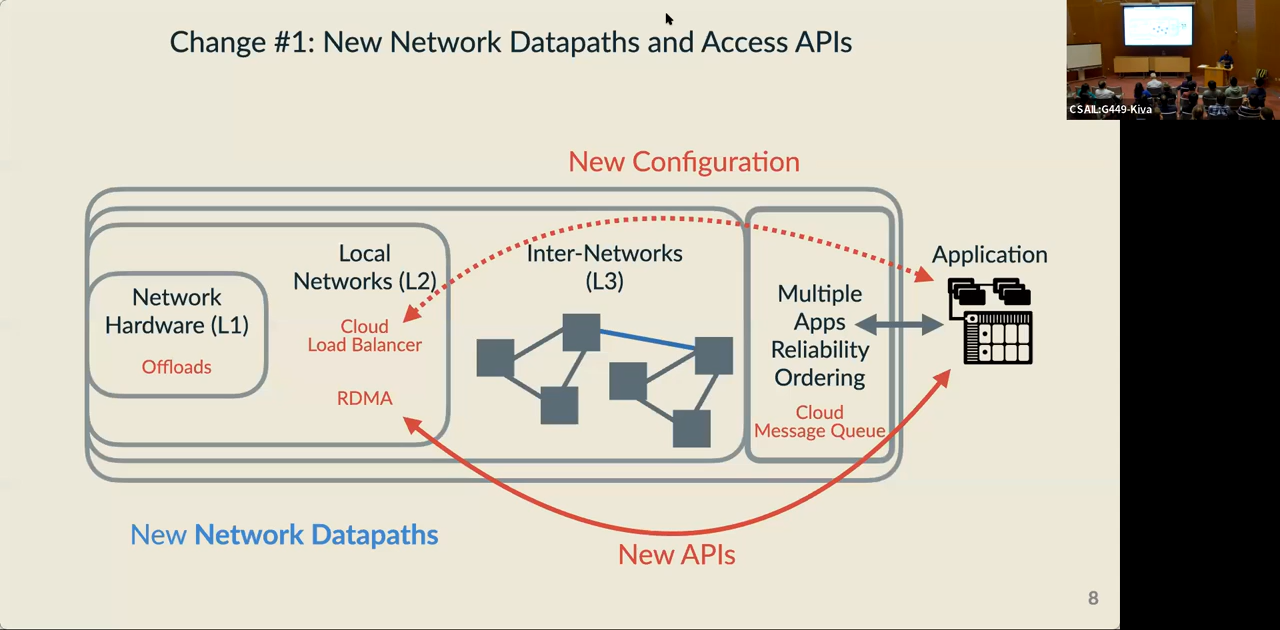 Change #1: New Network Datapaths and Access APIs
CSAIL:G449-Kiva
New Configuration
Local
Networks (L2)
Inter-Networks
(L3)
Application
Network
Hardware (L1)
Multiple
Apps
Reliability
Ordering
Cloud
Load Balancer
Offloads
RDMA
Cloud
Message Queue
New Network Datapaths
New APIs
8